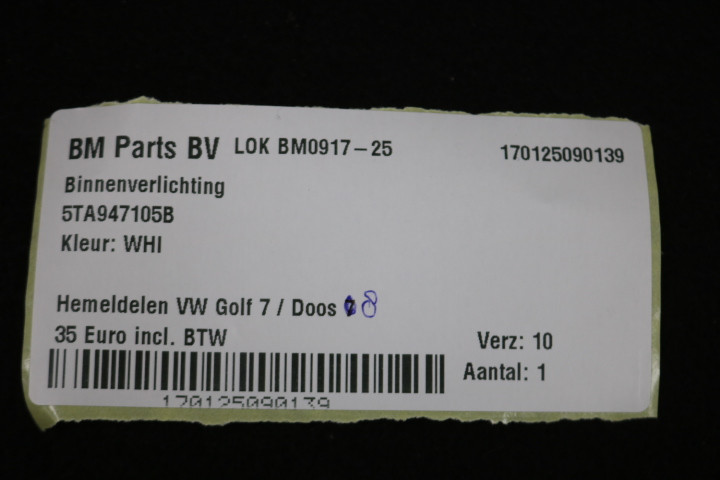 BM Parts BV LOK BM0917-25 170125090139
Binnenverlichting
5TA947105B
Kleur: WHI
Hemeldelen VW Golf 7 / Doos 7 8
35 Euro incl. BTW Verz: 10
Aantal: 1
170125090139